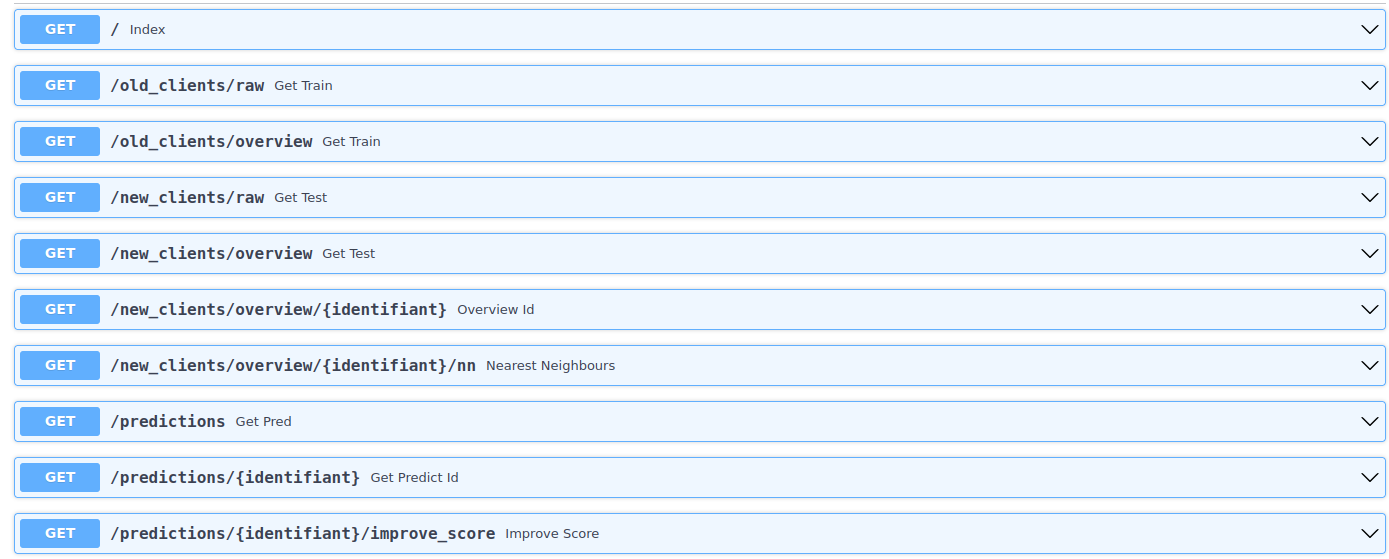 GET / Index
GET /old_clients/raw Get Train
GET /old_clients/overview Get Train
GET /new_clients/raw Get Test
GET /new_clients/overview Get Test
GET /new_clients/overview/{identifiant} Overview Id
GET /new_clients/overview/{identifiant}/nn Nearest Neighbours
GET /predictions Get Pred
GET /predictions/{identifiant} Get Predict Id
GET /predictions/{identifiant}/improve_score Improve Score